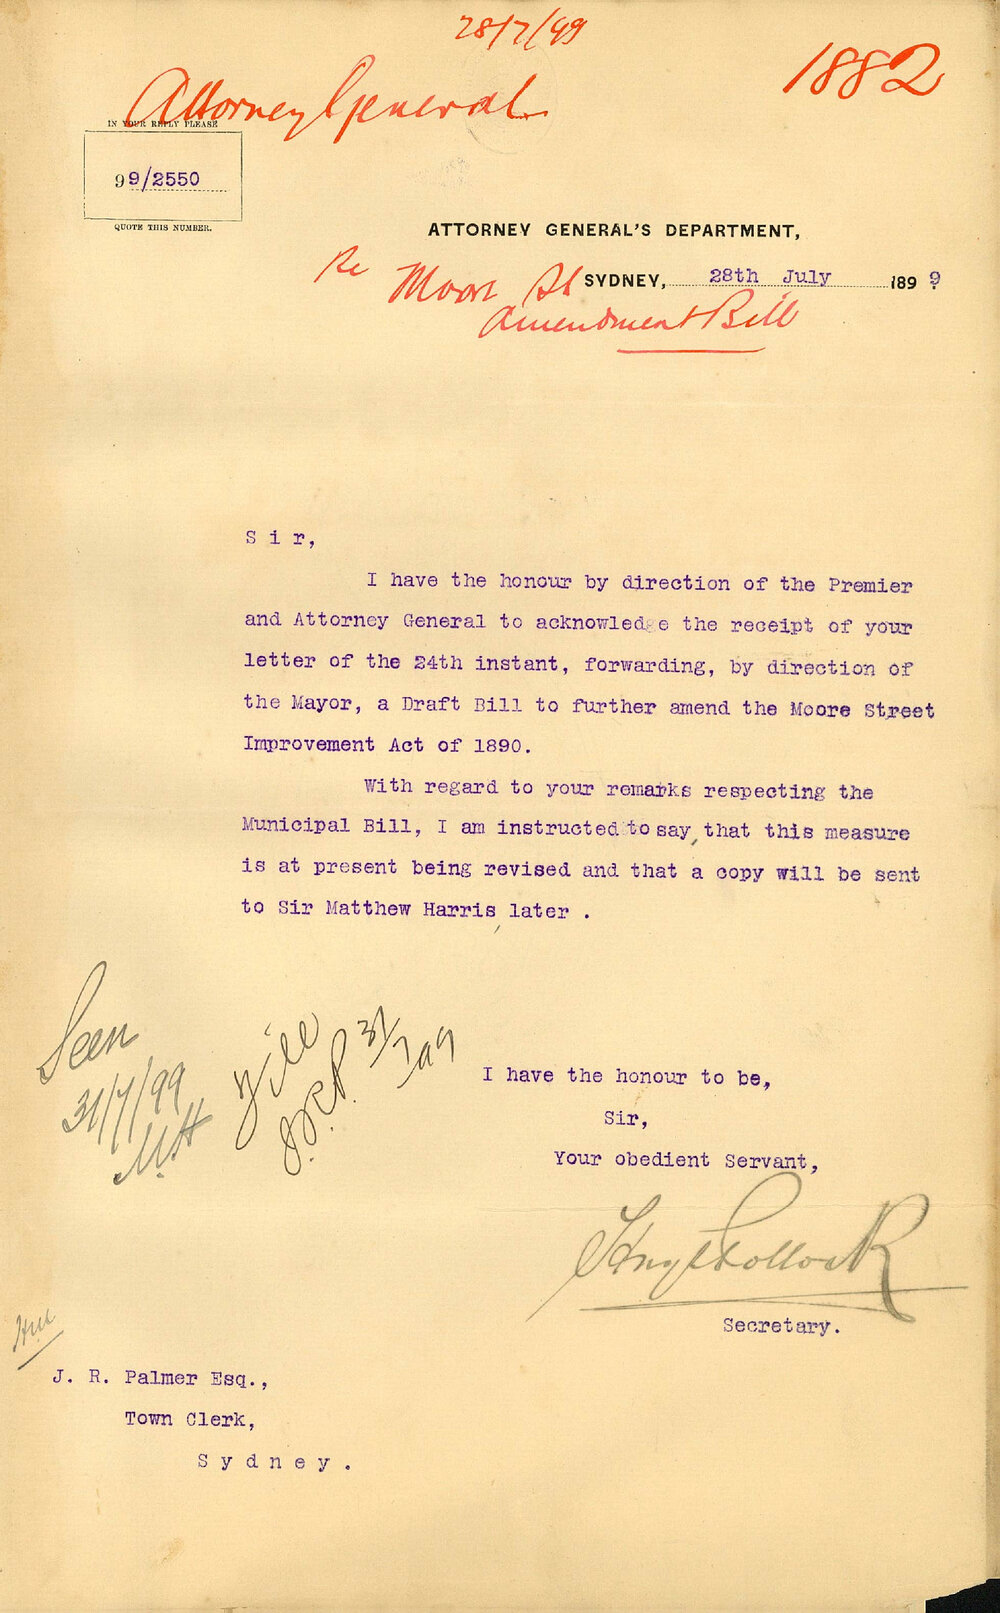 28/7/99
1882
Attorney General
IN YOUR REPLY PLEASE
99/2550
QUOTE THIS NUMBER.
ATTORNEY GENERAL'S DEPARTMENT,
SYDNEY, 28th July 1899.
Re Moore St
Amendment Bill
Sir,
I have the honour by direction of the Premier
and Attorney General to acknowledge the receipt of your
letter of the 24th instant, forwarding, by direction of
the Mayor, a Draft Bill to further amend the Moore Street
Improvement Act of 1890.
With regard to your remarks respecting the
Municipal Bill, I am instructed to say, that this measure
is at present being revised and that a copy will be sent
to Sir Matthew Harris later .
Seen
31/7/99
M.H
J.R.P. 31/7/99
I have the honour to be,
Sir,
Your obedient Servant,
Pollock
Secretary.
J. R. Palmer Esq.,
Town Clerk,
Sydney.